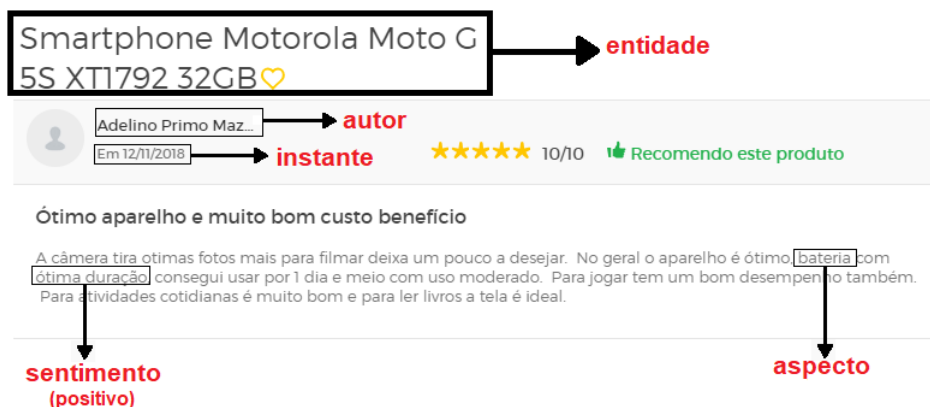 Smartphone Motorola Moto G
5S XT1792 32GB
entidade
Adelino Primo Maz...
autor
Em 12/11/2018
instante
10/10
Recomendo este produto
Ótimo aparelho e muito bom custo benefício
A câmera tira otimas fotos mais para filmar deixa um pouco a desejar. No geral o aparelho é ótimo, bateria com
ótima duração, consegui usar por 1 dia e meio com uso moderado. Para jogar tem um bom desempenho também.
Para atividades cotidianas é muito bom e para ler livros a tela é ideal.
sentimento
(positivo)
aspecto